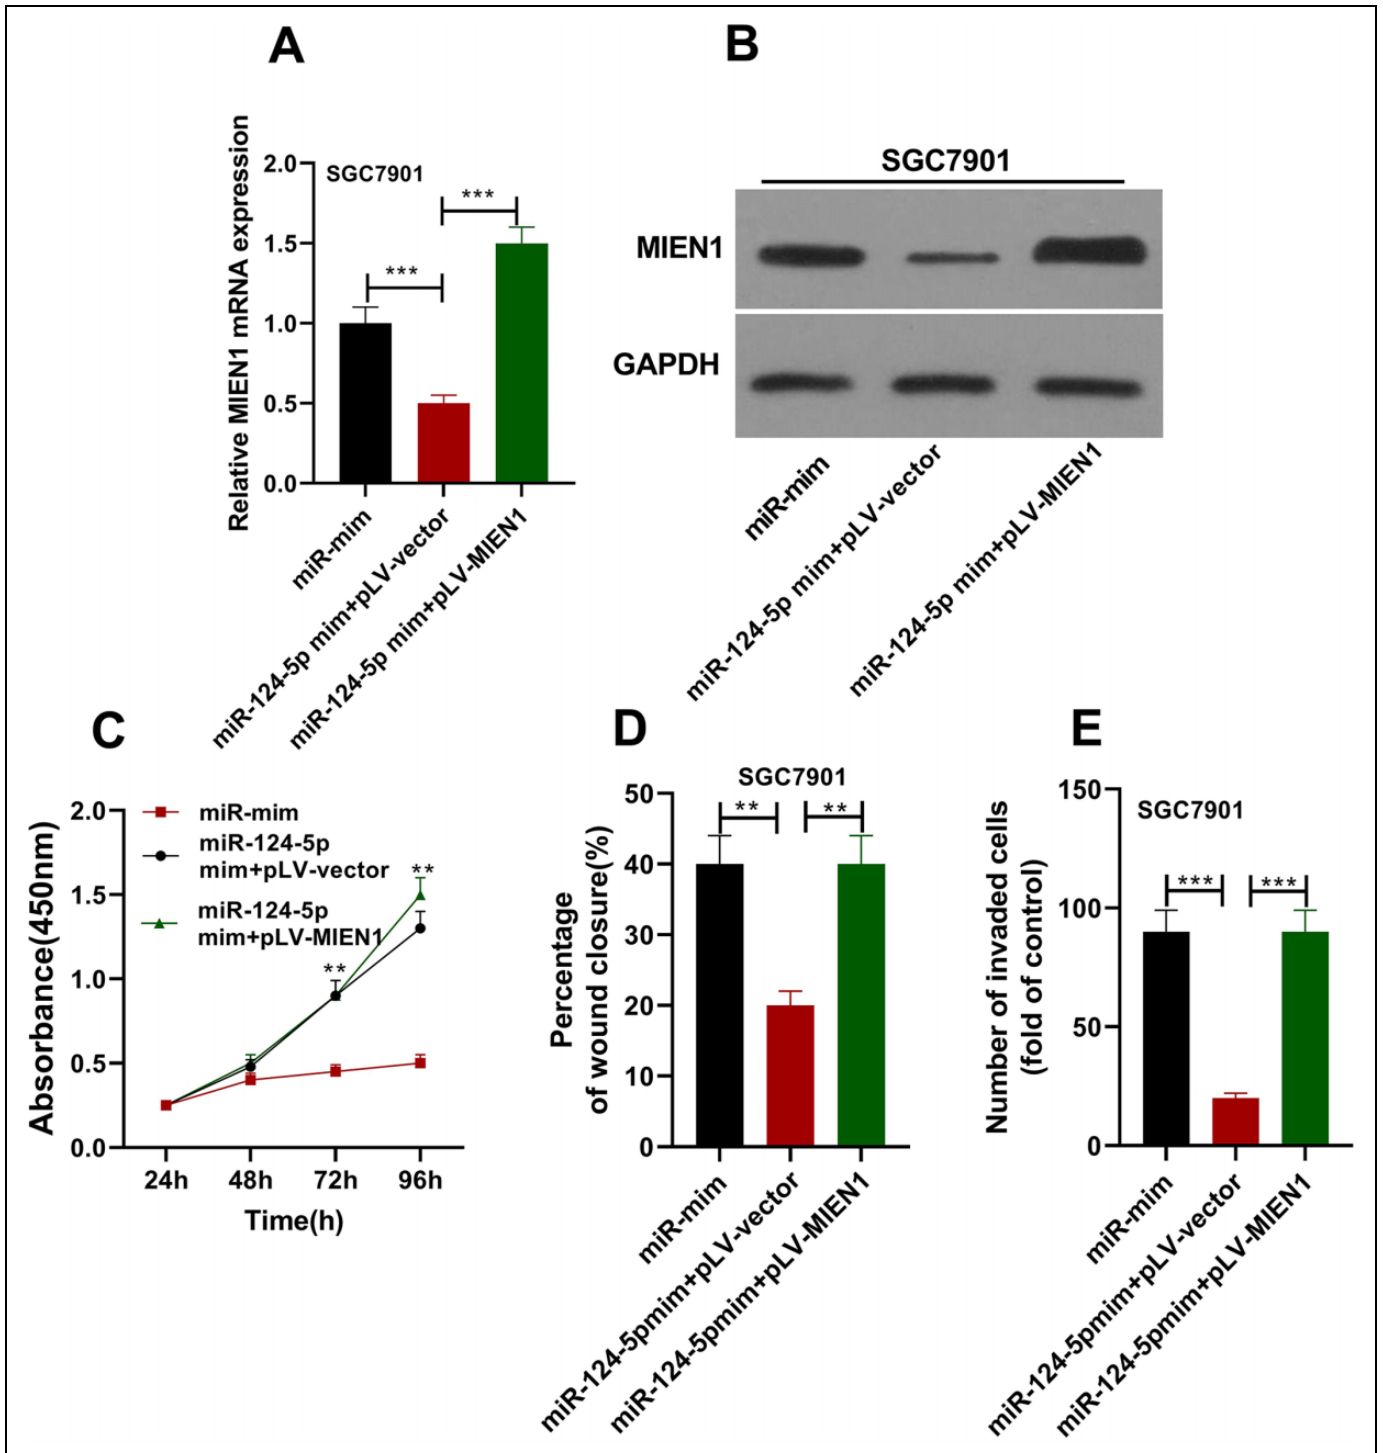 A
Relative MIEN1 mRNA expression
2.0
1.5
1.0
0.5
0.0
SGC7901
***
***
miR-mim
miR-124-5p mim+pLV-vector
miR-124-5p mim+pLV-MIEN1
B
SGC7901
MIEN1
GAPDH
miR-mim
miR-124-5p mim+pLV-vector
miR-124-5p mim+pLV-MIEN1
C
Absorbance(450nm)
2.0
1.5
1.0
0.5
0.0
miR-mim
miR-124-5p
mim+pLV-vector
miR-124-5p
mim+pLV-MIEN1
**
**
24h 48h 72h 96h
Time(h)
D
SGC7901
Percentage
of wound closure(%)
50
40
30
20
10
0
** **
miR-mim
miR-124-5pmim+pLV-vector
miR-124-5pmim+pLV-MIEN1
E
SGC7901
Number of invaded cells
(fold of control)
150
100
50
0
*** ***
miR-mim
miR-124-5pmim+pLV-vector
miR-124-5pmim+pLV-MIEN1